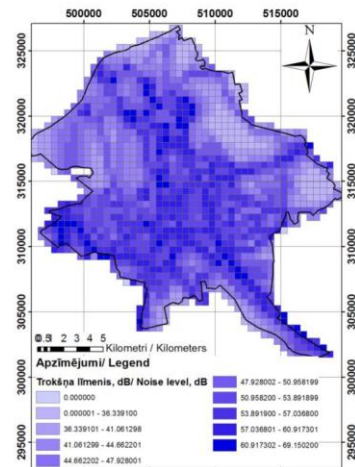 500000 505000 510000 515000
N
325000
320000
315000
310000
305000
300000
295000
325000
320000
315000
310000
305000
300000
295000
0 0.5 1 2 3 4 5
Kilometri / Kilometers
Apzīmējumi/ Legend
Trokšņa līmenis, dB/ Noise level, dB
0.000000
0.000001 - 36.339100
36.339101 - 41.061298
41.061299 - 44.662201
44.662202 - 47.928001
47.928002 - 50.958199
50.958200 - 53.891899
53.891900 - 57.036800
57.036801 - 60.917301
60.917302 - 69.150200